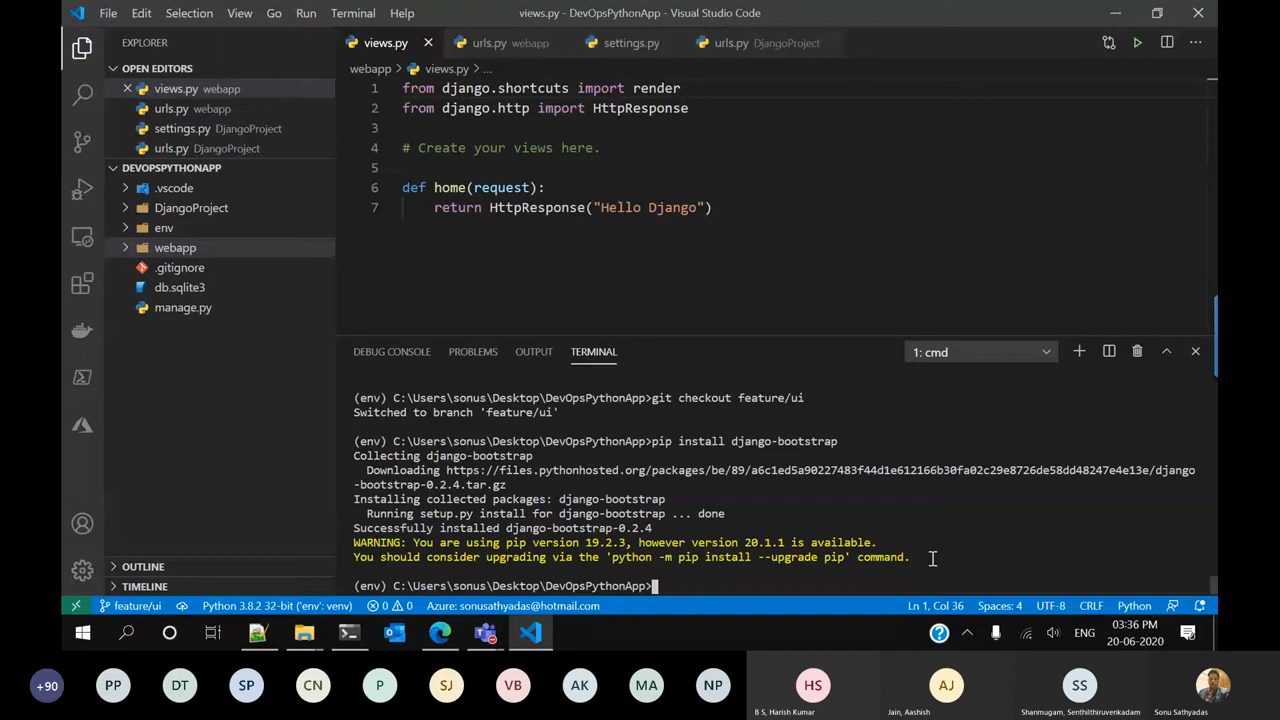 File Edit Selection View Go Run Terminal Help
views.py - DevOpsPythonApp - Visual Studio Code
EXPLORER
views.py
urls.py webapp
settings.py
urls.py DjangoProject
OPEN EDITORS
webapp > views.py > ...
views.py webapp
urls.py webapp
settings.py DjangoProject
urls.py DjangoProject
DEVOPSPYTHONAPP
.vscode
DjangoProject
env
webapp
.gitignore
db.sqlite3
manage.py
OUTLINE
TIMELINE
1 from django.shortcuts import render
2 from django.http import HttpResponse
3
4 # Create your views here.
5
6 def home(request):
7 return HttpResponse("Hello Django")
DEBUG CONSOLE PROBLEMS OUTPUT TERMINAL 1: cmd
(env) C:\Users\sonus\Desktop\DevOpsPythonApp>git checkout feature/ui
Switched to branch 'feature/ui'
(env) C:\Users\sonus\Desktop\DevOpsPythonApp>pip install django-bootstrap
Collecting django-bootstrap
Downloading https://files.pythonhosted.org/packages/be/89/a6c1ed5a90227483f44d1e612166b30fa02c29e8726de58dd48247e4e13e/django
-bootstrap-0.2.4.tar.gz
Installing collected packages: django-bootstrap
Running setup.py install for django-bootstrap ... done
Successfully installed django-bootstrap-0.2.4
WARNING: You are using pip version 19.2.3, however version 20.1.1 is available.
You should consider upgrading via the 'python -m pip install --upgrade pip' command.
(env) C:\Users\sonus\Desktop\DevOpsPythonApp>
feature/ui Python 3.8.2 32-bit ('env': venv) 0 0 Azure: sonusathyadas@hotmail.com Ln 1, Col 36 Spaces: 4 UTF-8 CRLF Python
ENG
03:36 PM
20-06-2020
+90 PP DT SP CN P SJ VB AK MA NP HS AJ SS
B S, Harish Kumar
Jain, Aashish
Shanmugam, Senthilthiruvenkadam
Sonu Sathyadas